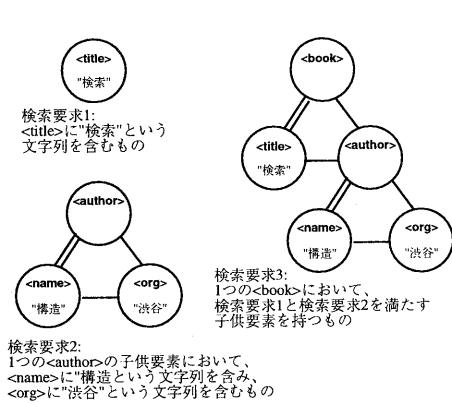 <title>
"検索"
検索要求1:
<title>に"検索"という
文字列を含むもの
<author>
<name>
"構造"
<org>
"渋谷"
検索要求2:
1つの<author>の子供要素において、
<name>に"構造という文字列を含み、
<org>に"渋谷"という文字列を含むもの
<book>
<title>
"検索"
<author>
<name>
"構造"
<org>
"渋谷"
検索要求3:
1つの<book>において、
検索要求1と検索要求2を満たす
子供要素を持つもの